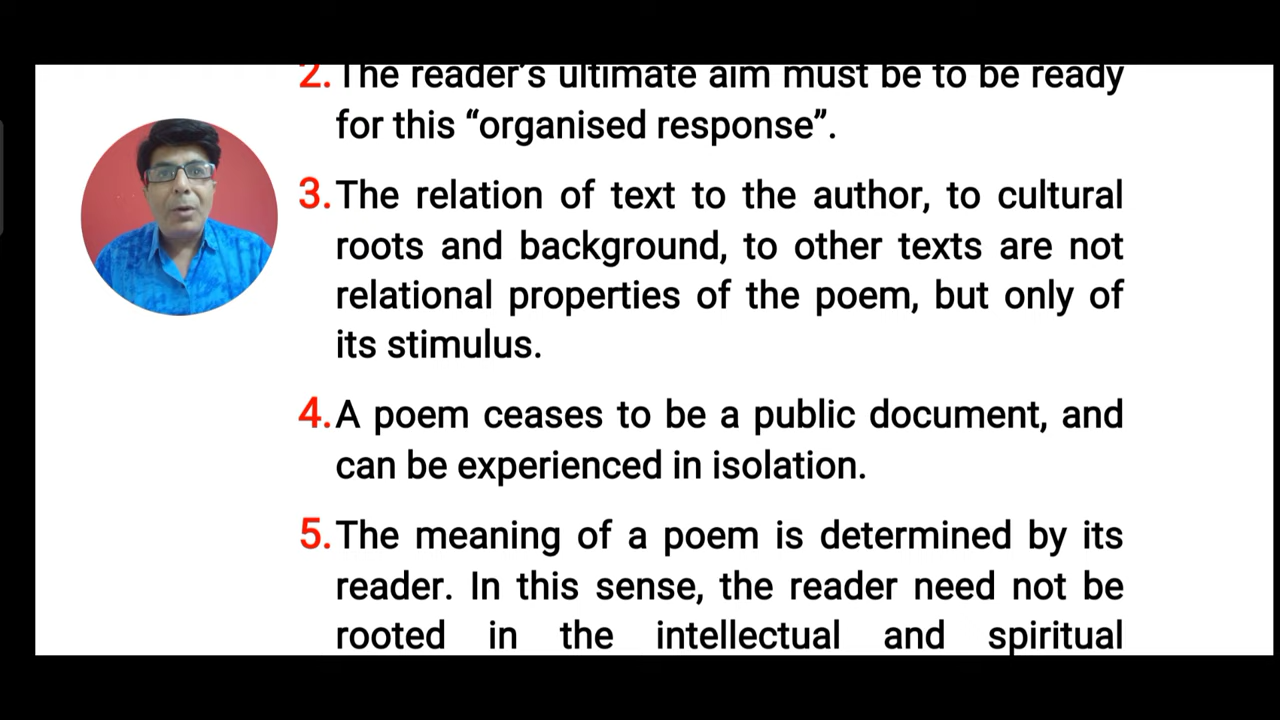 2. The reader's ultimate aim must be to be ready
for this “organised response”.
3. The relation of text to the author, to cultural
roots and background, to other texts are not
relational properties of the poem, but only of
its stimulus.
4. A poem ceases to be a public document, and
can be experienced in isolation.
5. The meaning of a poem is determined by its
reader. In this sense, the reader need not be
rooted in the intellectual and spiritual